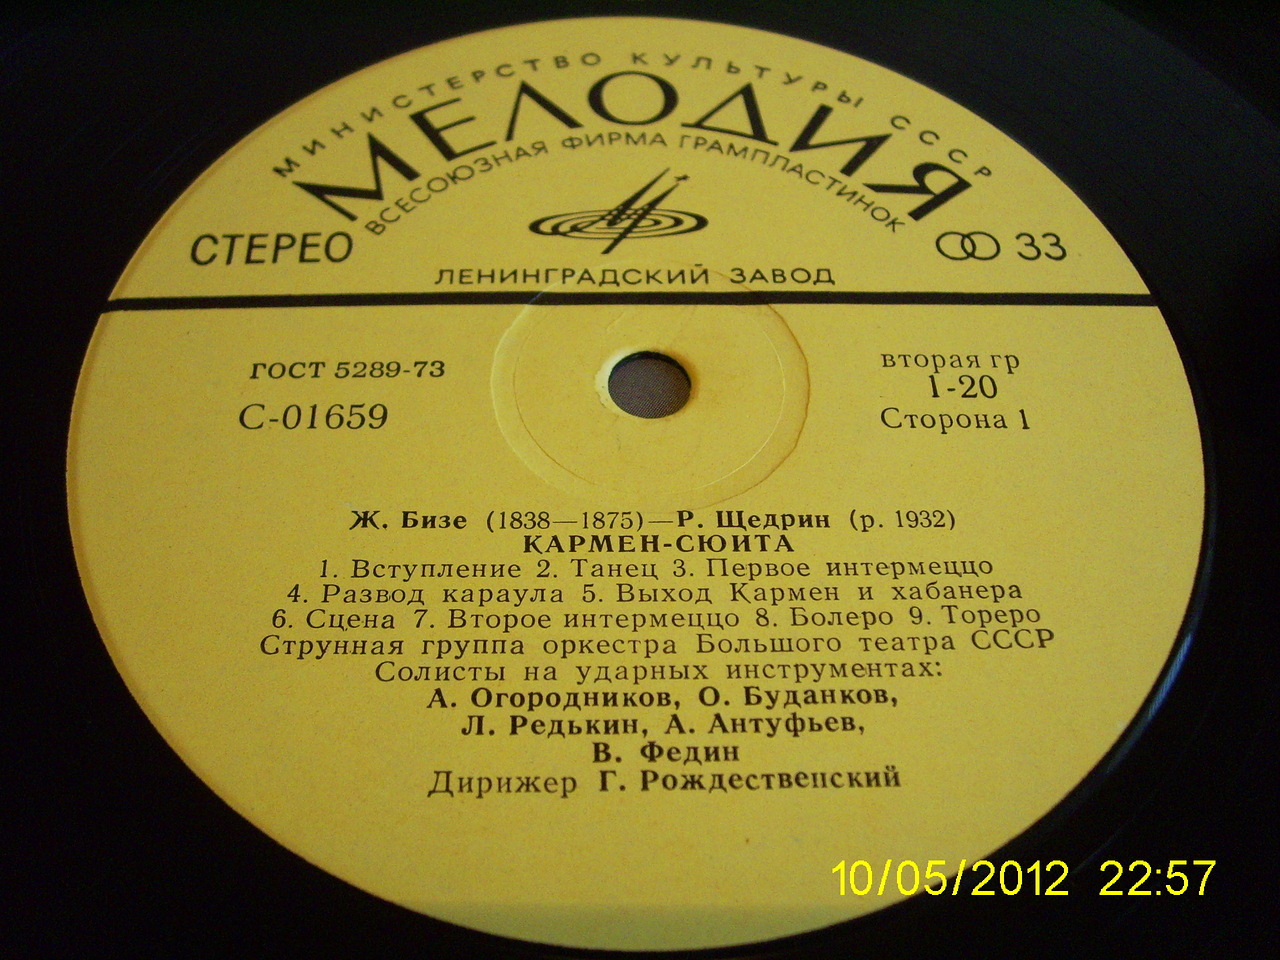 МИНИСТЕРСТВО КУЛЬТУРЫ СССР
МЕЛОДИЯ
ВСЕСОЮЗНАЯ ФИРМА ГРАМПЛАСТИНОК
СТЕРЕО
33
ЛЕНИНГРАДСКИЙ ЗАВОД
ГОСТ 5289-73
С-01659
вторая гр
1-20
Сторона 1
Ж. Бизе (1838—1875)—Р. Щедрин (р. 1932)
КАРМЕН-СЮИТА
1. Вступление 2. Танец 3. Первое интермеццо
4. Развод караула 5. Выход Кармен и хабанера
6. Сцена 7. Второе интермеццо 8. Болеро 9. Тореро
Струнная группа оркестра Большого театра СССР
Солисты на ударных инструментах:
А. Огородников, О. Буданков,
Л. Редькин, А. Антуфьев,
В. Федин
Дирижер Г. Рождественский
10/05/2012 22:57